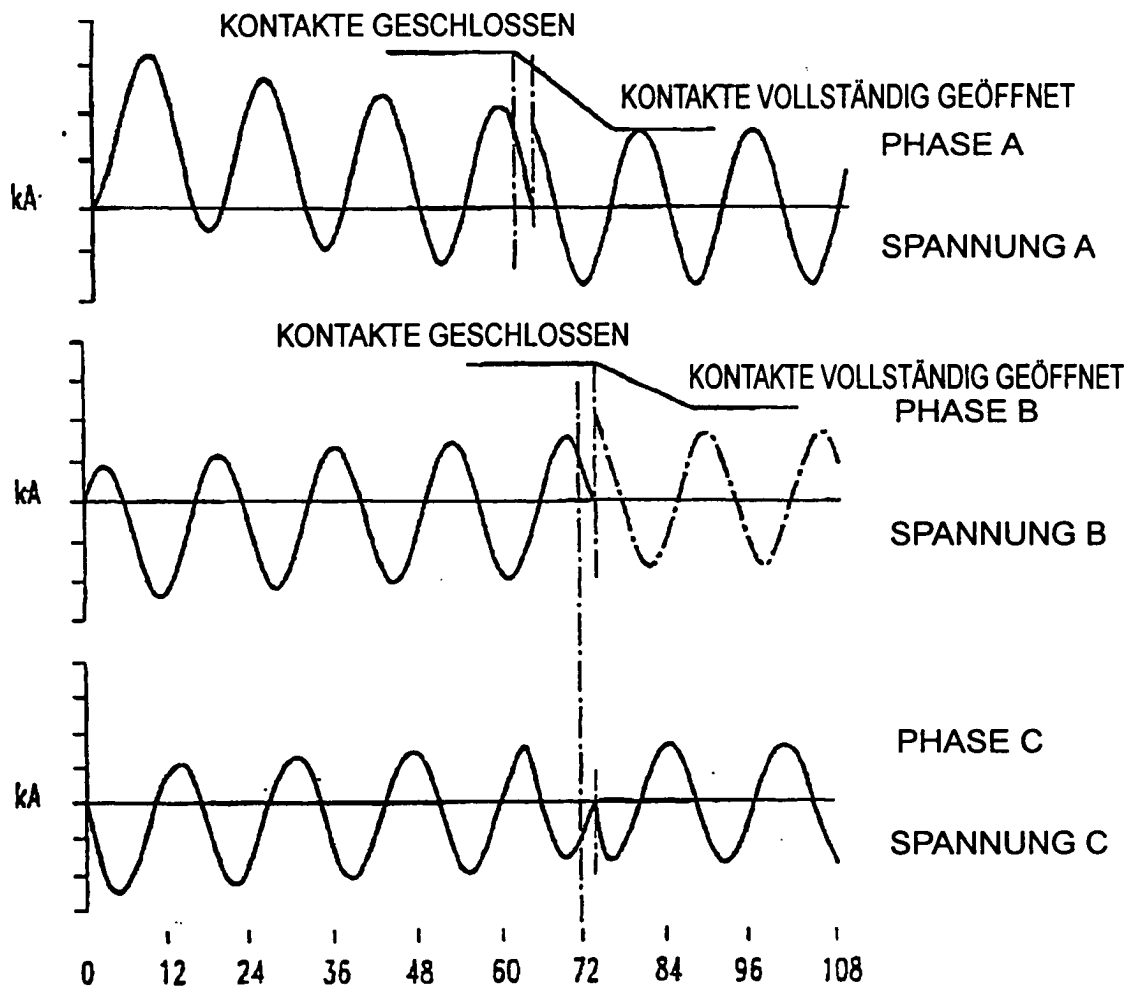 KONTAKTE GESCHLOSSEN
KONTAKTE VOLLSTÄNDIG GEÖFFNET
PHASE A
kA
SPANNUNG A
KONTAKTE GESCHLOSSEN
KONTAKTE VOLLSTÄNDIG GEÖFFNET
PHASE B
kA
SPANNUNG B
PHASE C
kA
SPANNUNG C
0 12 24 36 48 60 72 84 96 108